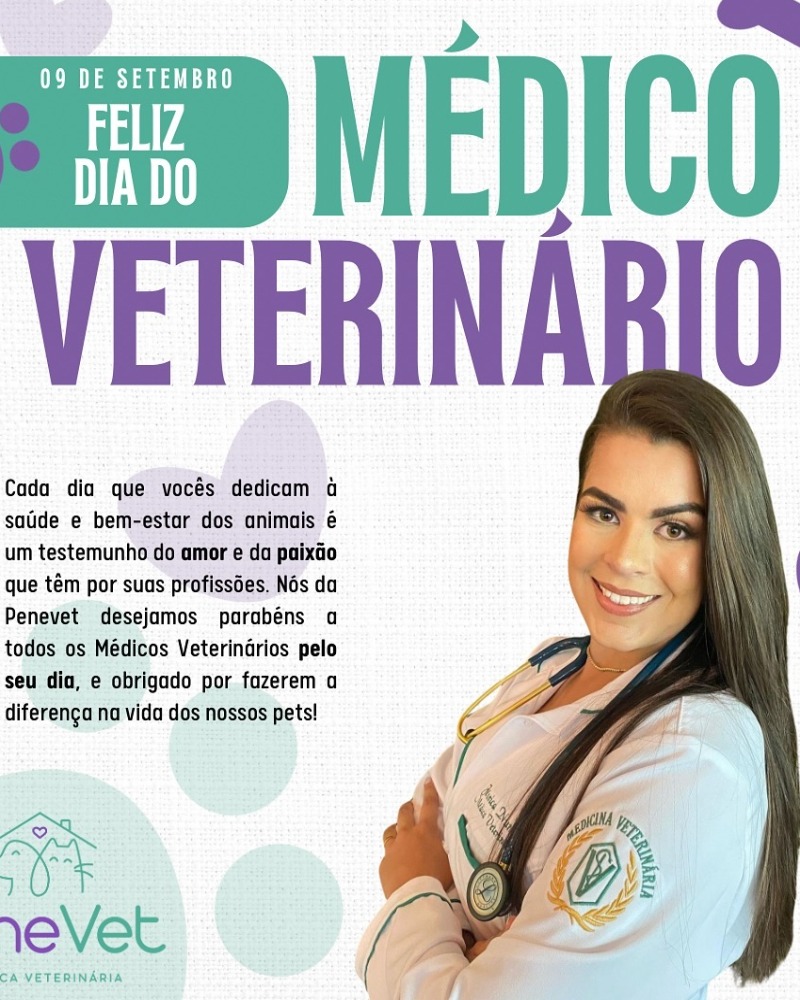 09 DE SETEMBRO
FELIZ
DIA DO
MÉDICO
VETERINÁRIO
Cada dia que vocês dedicam à
saúde e bem-estar dos animais é
um testemunho do amor e da paixão
que têm por suas profissões. Nós da
Penevet desejamos parabéns a
todos os Médicos Veterinários pelo
seu dia, e obrigado por fazerem a
diferença na vida dos nossos pets!
MEDICINA VETERINÁRIA
neVet
CA VETERINÁRIA